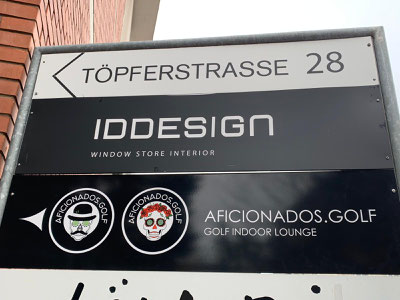 TÖPFERSTRASSE 28
IDDESIGN
WINDOW STORE INTERIOR
AFICIONADOS.GOLF
AFICIONADOS.GOLF
AFICIONADOS.GOLF
GOLF INDOOR LOUNGE